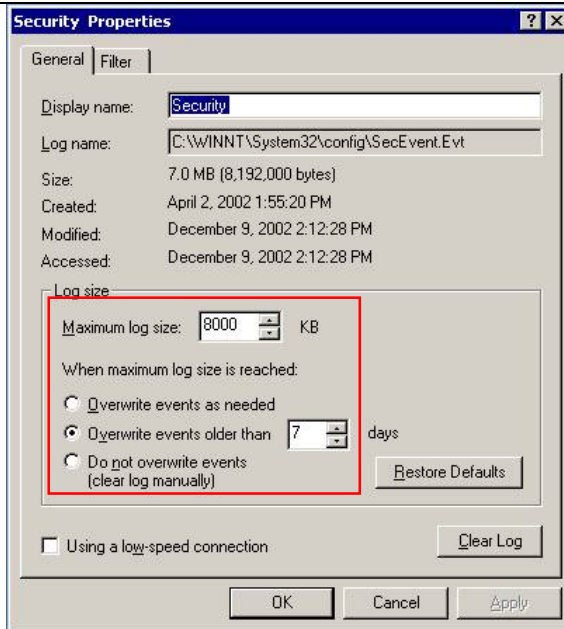 Security Properties
General Filter
Display name: Security
Log name: C:\WINNT\System32\config\SecEvent.Evt
Size: 7.0 MB (8,192,000 bytes)
Created: April 2, 2002 1:55:20 PM
Modified: December 9, 2002 2:12:28 PM
Accessed: December 9, 2002 2:12:28 PM
Log size
Maximum log size: 8000 KB
When maximum log size is reached:
Overwrite events as needed
Overwrite events older than 7 days
Do not overwrite events
(clear log manually)
Restore Defaults
Using a low-speed connection
Clear Log
OK Cancel Apply